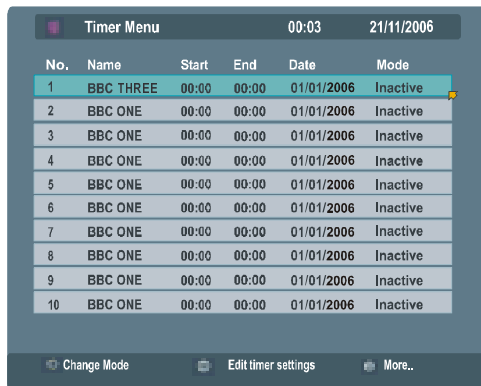 Timer Menu 00:03 21/11/2006
No. Name Start End Date Mode
1 BBC THREE 00:00 00:00 01/01/2006 Inactive
2 BBC ONE 00:00 00:00 01/01/2006 Inactive
3 BBC ONE 00:00 00:00 01/01/2006 Inactive
4 BBC ONE 00:00 00:00 01/01/2006 Inactive
5 BBC ONE 00:00 00:00 01/01/2006 Inactive
6 BBC ONE 00:00 00:00 01/01/2006 Inactive
7 BBC ONE 00:00 00:00 01/01/2006 Inactive
8 BBC ONE 00:00 00:00 01/01/2006 Inactive
9 BBC ONE 00:00 00:00 01/01/2006 Inactive
10 BBC ONE 00:00 00:00 01/01/2006 Inactive
Change Mode Edit timer settings More..